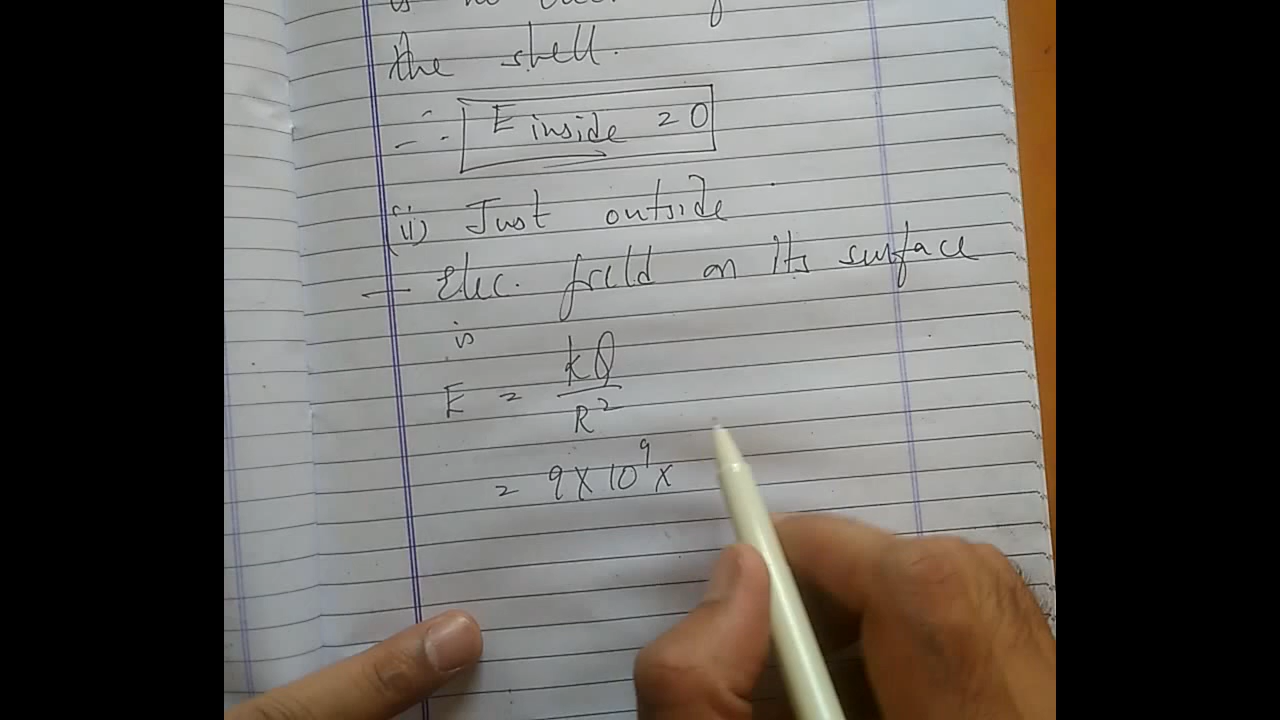 the shell.
∴ E inside = 0
(ii) Just outside
— Elec. field on its surface
is
E = kQ
R²
= 9 × 10⁹ ×